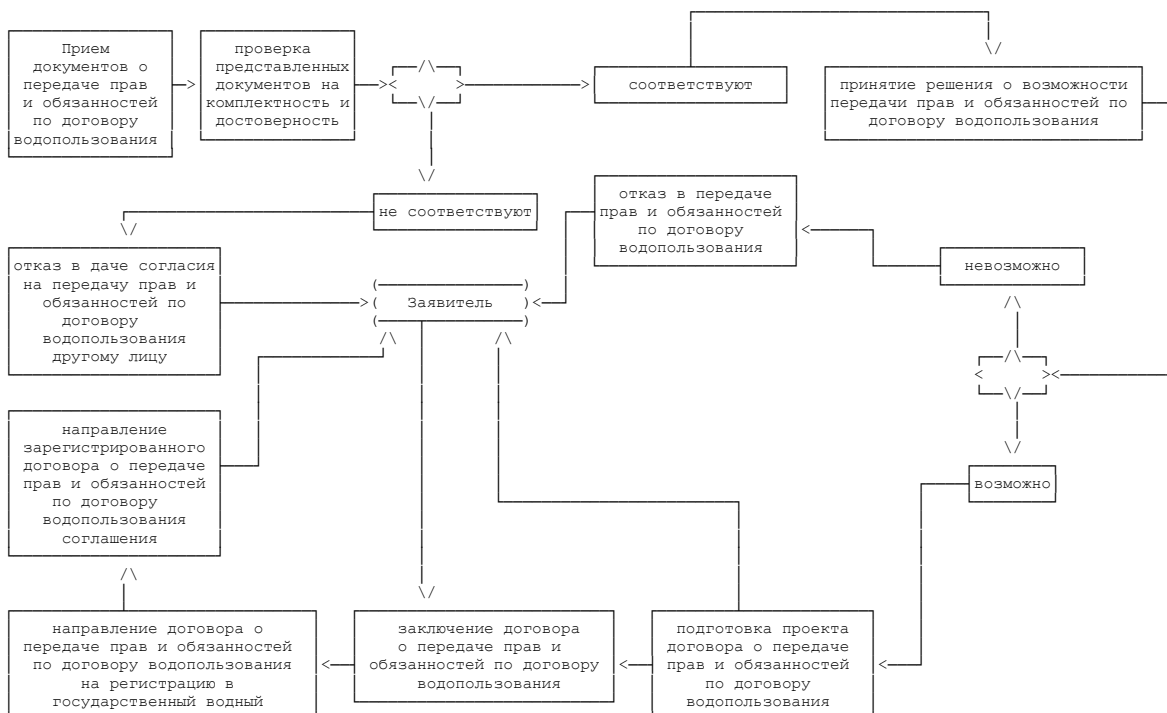 Прием
документов о
передаче прав
и обязанностей
по договору
водопользования
проверка
представленных
документов на
комплектность и
достоверность
соответствуют
принятие решения о возможности
передачи прав и обязанностей по
договору водопользования
не соответствуют
отказ в передаче
прав и обязанностей
по договору
водопользования
невозможно
отказ в даче согласия
на передачу прав и
обязанностей по
договору
водопользования
другому лицу
Заявитель
направление
зарегистрированного
договора о передаче
прав и обязанностей
по договору
водопользования
соглашения
возможно
направление договора о
передаче прав и обязанностей
по договору водопользования
на регистрацию в
государственный водный
заключение договора
о передаче прав и
обязанностей по договору
водопользования
подготовка проекта
договора о передаче
прав и обязанностей
по договору
водопользования